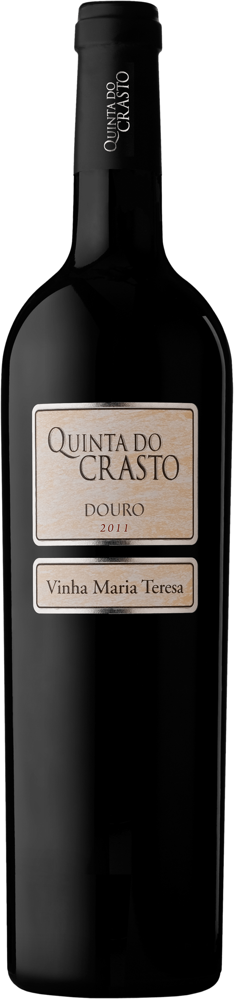 QUINTA DO
CRASTO
QUINTA DO
CRASTO
DOURO
2011
Vinha Maria Teresa